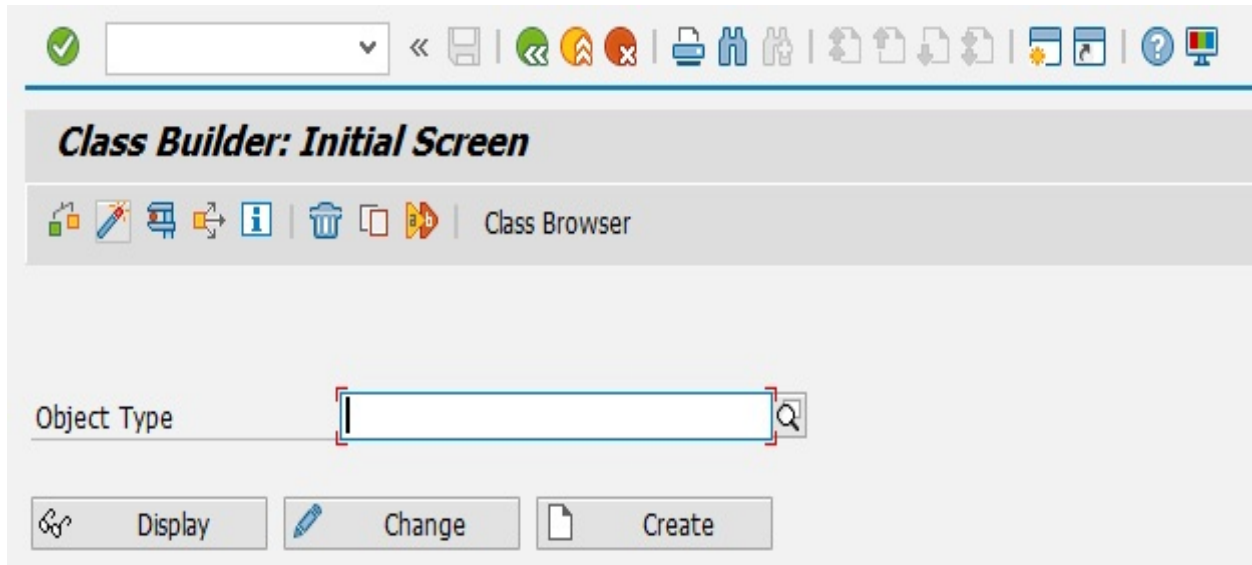 Class Builder: Initial Screen
Class Browser
Object Type
Display Change Create